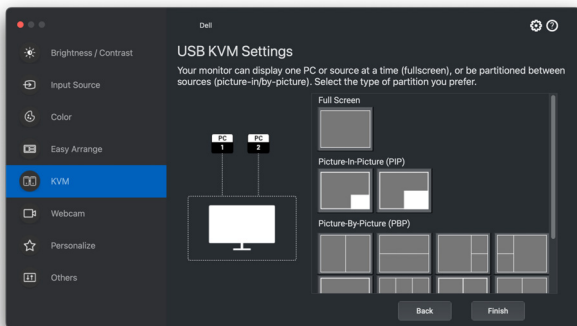 Dell
Brightness / Contrast
Input Source
Color
Easy Arrange
KVM
Webcam
Personalize
Others
USB KVM Settings
Your monitor can display one PC or source at a time (fullscreen), or be partitioned between
sources (picture-in/by-picture). Select the type of partition you prefer.
PC
1
PC
2
Full Screen
Picture-In-Picture (PIP)
Picture-By-Picture (PBP)
Back
Finish